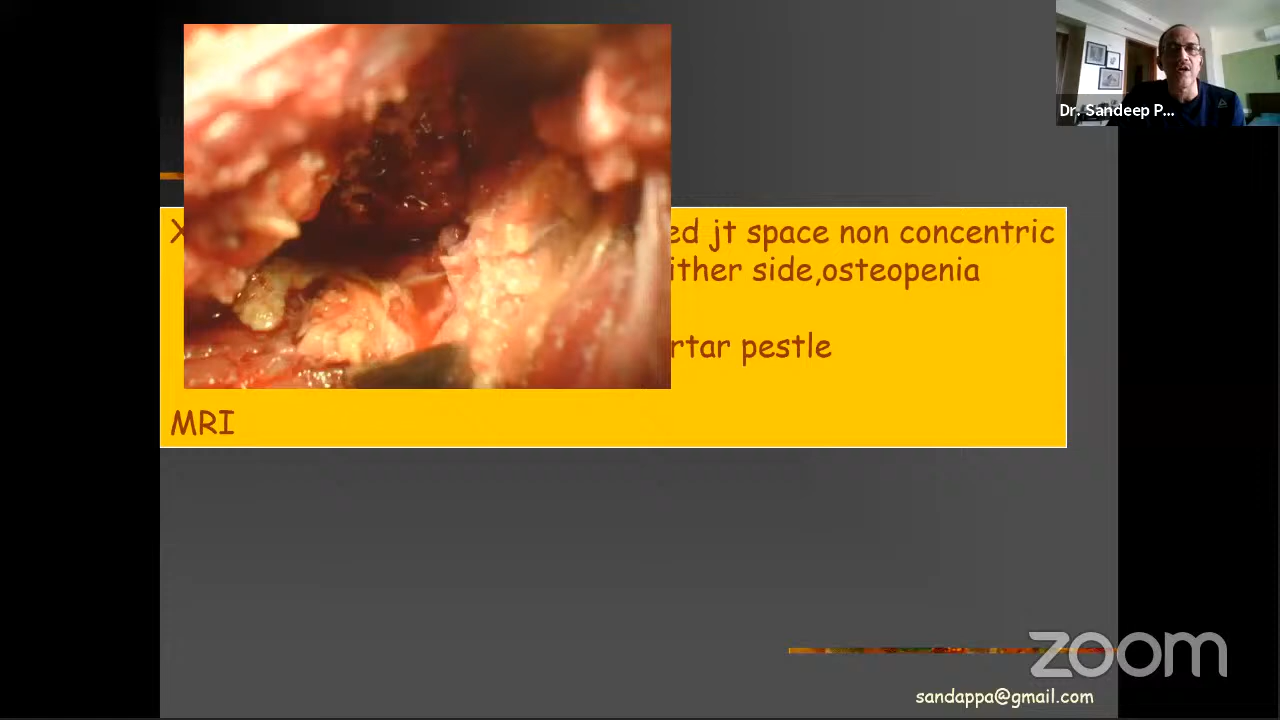 Dr. Sandeep P...
X
ed jt space non concentric
ither side,osteopenia
rtar pestle
MRI
zoom
sandappa@gmail.com